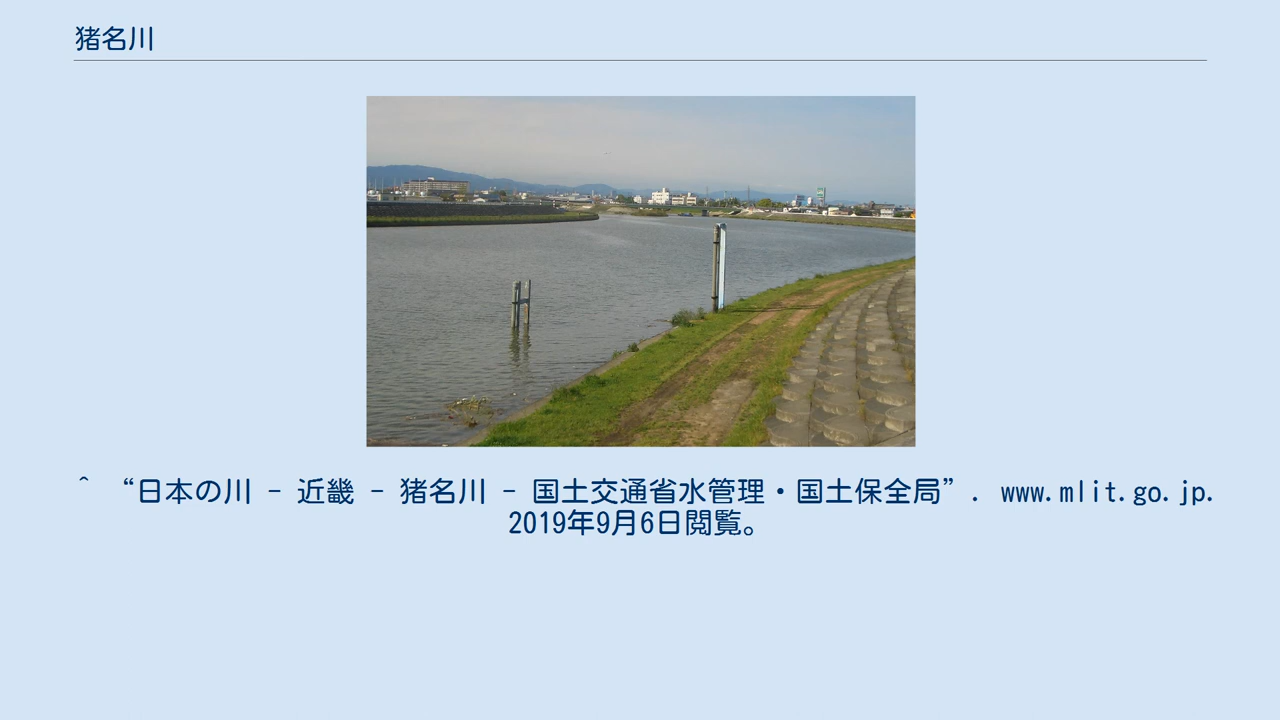 猪名川
^ “日本の川 - 近畿 - 猪名川 - 国土交通省水管理・国土保全局”. www.mlit.go.jp.
2019年9月6日閲覧。